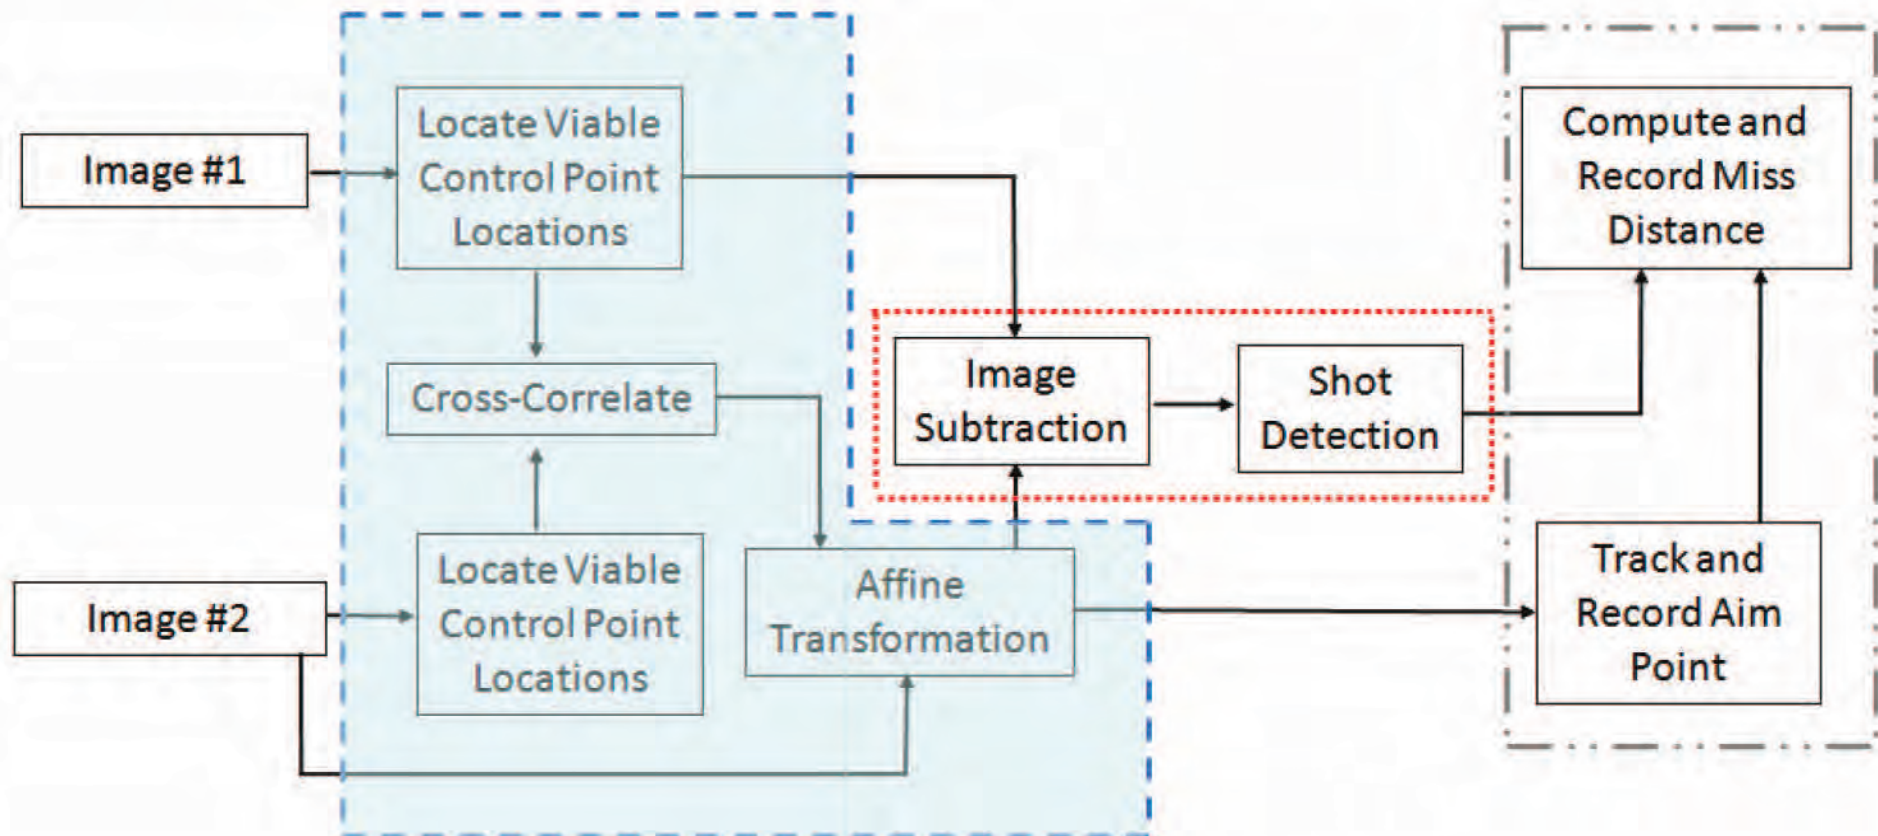 Image #1
Locate Viable
Control Point
Locations
Cross-Correlate
Image #2
Locate Viable
Control Point
Locations
Affine
Transformation
Image
Subtraction
Shot
Detection
Compute and
Record Miss
Distance
Track and
Record Aim
Point